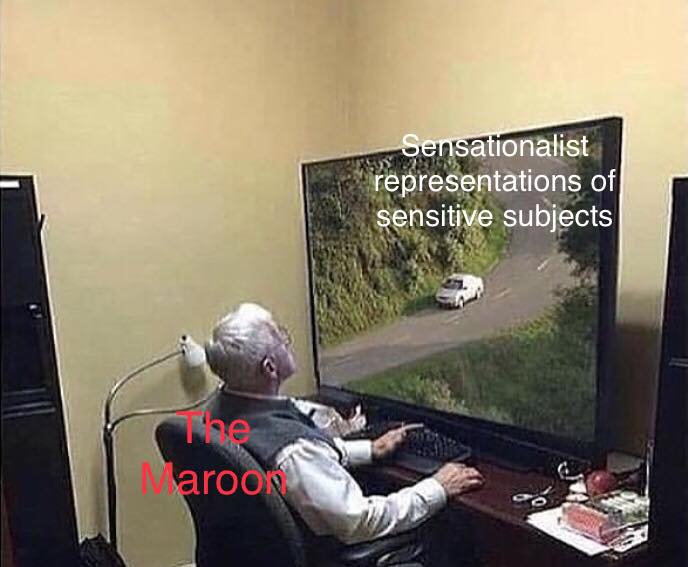 Sensationalist
representations of
sensitive subjects
The
Maroon